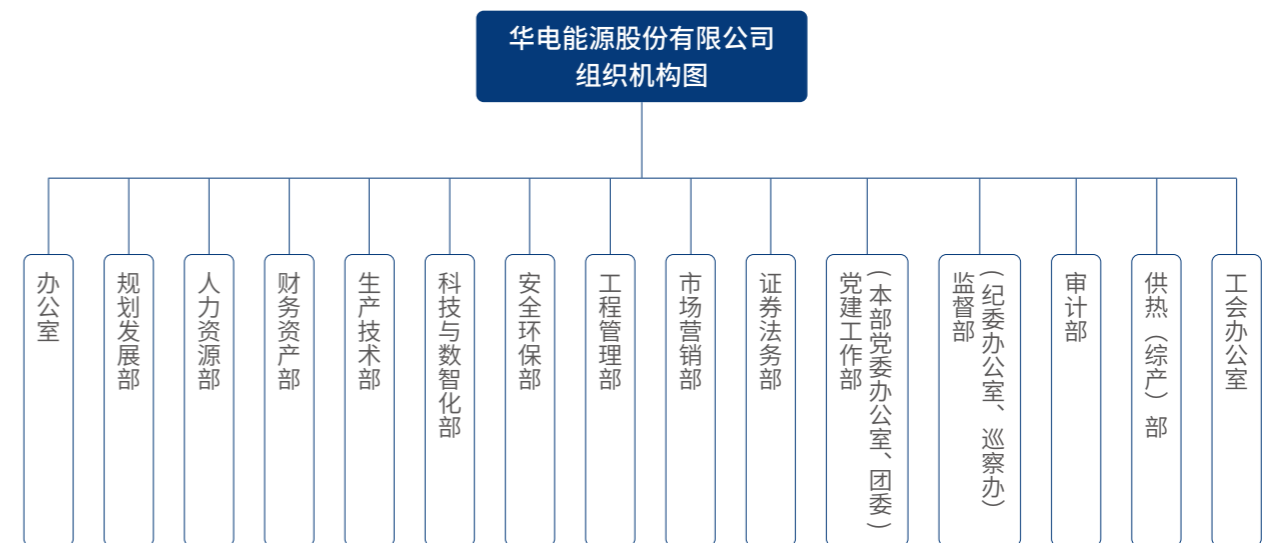 华电能源股份有限公司
组织机构图
办公室
规划发展部
人力资源部
财务资产部
生产技术部
科技与数智化部
安全环保部
工程管理部
市场营销部
证券法务部
党建工作部
（本部党委办公室、团委）
监督部
（纪委办公室、巡察办）
审计部
供热（综产）部
工会办公室